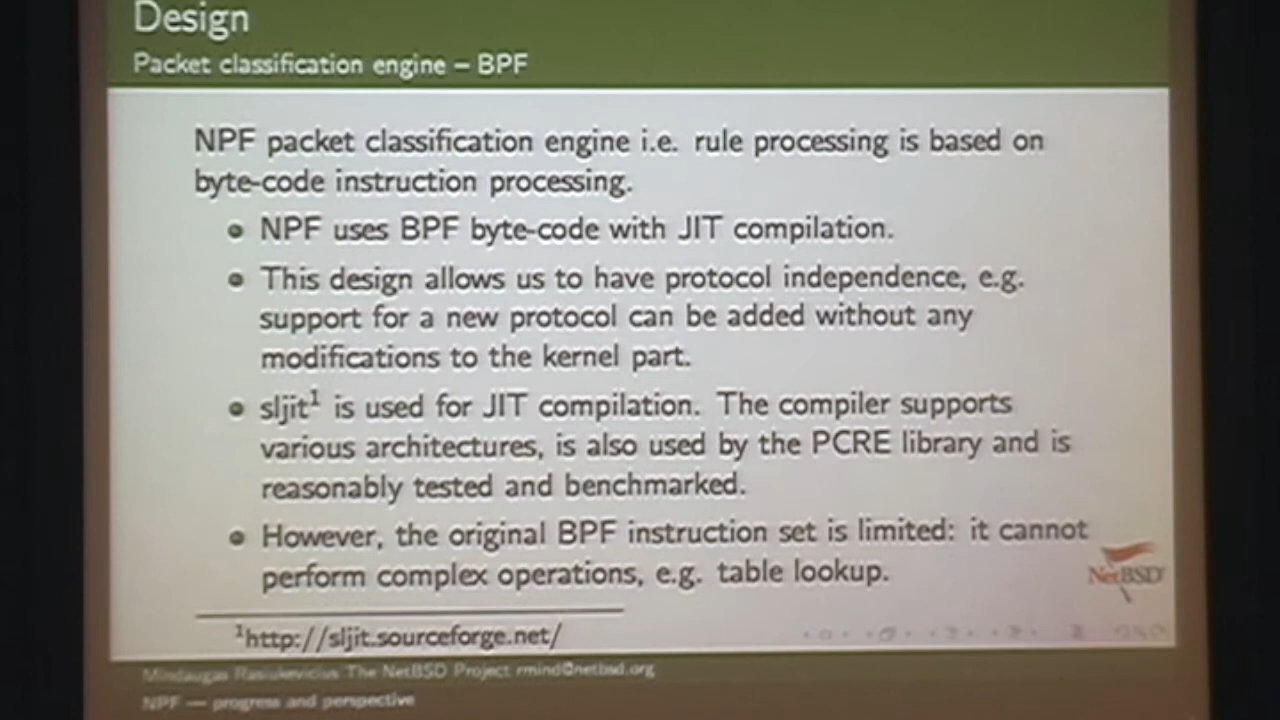 Design
Packet classification engine – BPF
NPF packet classification engine i.e. rule processing is based on
byte-code instruction processing.
NPF uses BPF byte-code with JIT compilation.
This design allows us to have protocol independence, e.g.
support for a new protocol can be added without any
modifications to the kernel part.
sljit¹ is used for JIT compilation. The compiler supports
various architectures, is also used by the PCRE library and is
reasonably tested and benchmarked.
However, the original BPF instruction set is limited: it cannot
perform complex operations, e.g. table lookup.
NetBSD
¹http://sljit.sourceforge.net/
Mindaugas Rasiukevicius The NetBSD Project rmind@netbsd.org
NPF — progress and perspective